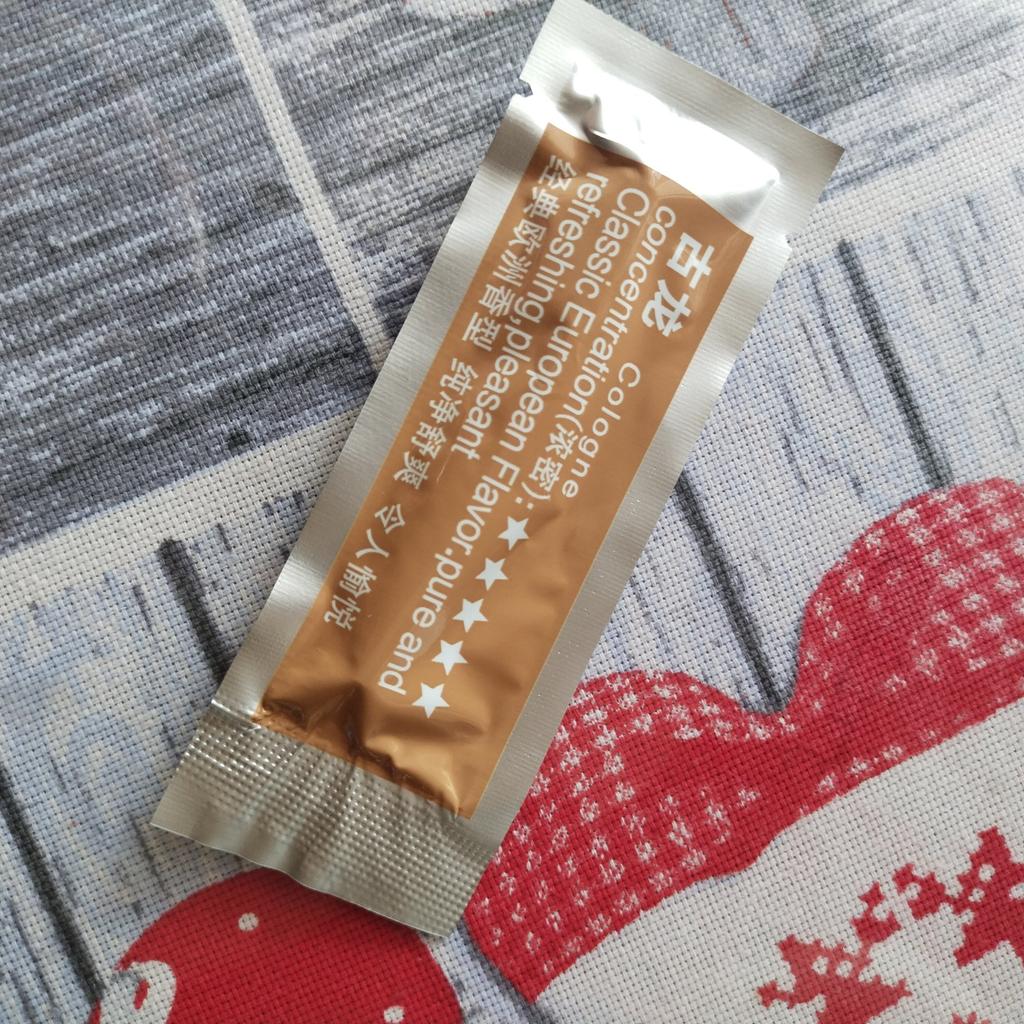 古龙 Cologne
concentration(浓密):★★★★★
Classic European Flavor:pure and
refreshing,pleasant
经典欧洲香型 纯净舒爽 令人愉悦